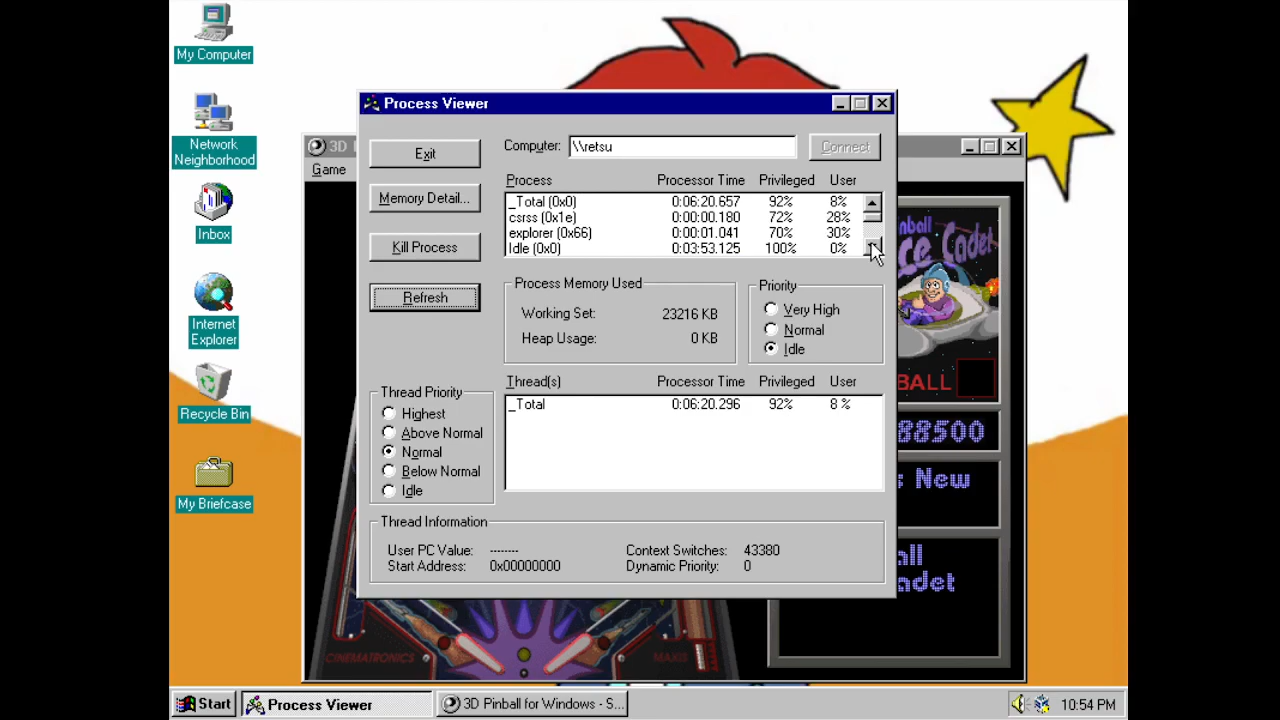 My Computer
Network
Neighborhood
Inbox
Internet
Explorer
Recycle Bin
My Briefcase
3D
Game
Process Viewer
Exit
Memory Detail...
Kill Process
Refresh
Computer: \\retsu Connect
Process Processor Time Privileged User
_Total (0x0) 0:06:20.657 92% 8%
csrss (0x1e) 0:00:00.180 72% 28%
explorer (0x66) 0:00:01.041 70% 30%
Idle (0x0) 0:03:53.125 100% 0%
Process Memory Used
Working Set: 23216 KB
Heap Usage: 0 KB
Priority
Very High
Normal
Idle
Thread(s) Processor Time Privileged User
_Total 0:06:20.296 92% 8 %
Thread Priority
Highest
Above Normal
Normal
Below Normal
Idle
Thread Information
User PC Value: --------
Start Address: 0x00000000
Context Switches: 43380
Dynamic Priority: 0
Cadet
BALL
88500
New
CINEMATRONICS
MAXIS
Start
Process Viewer
3D Pinball for Windows - S...
10:54 PM